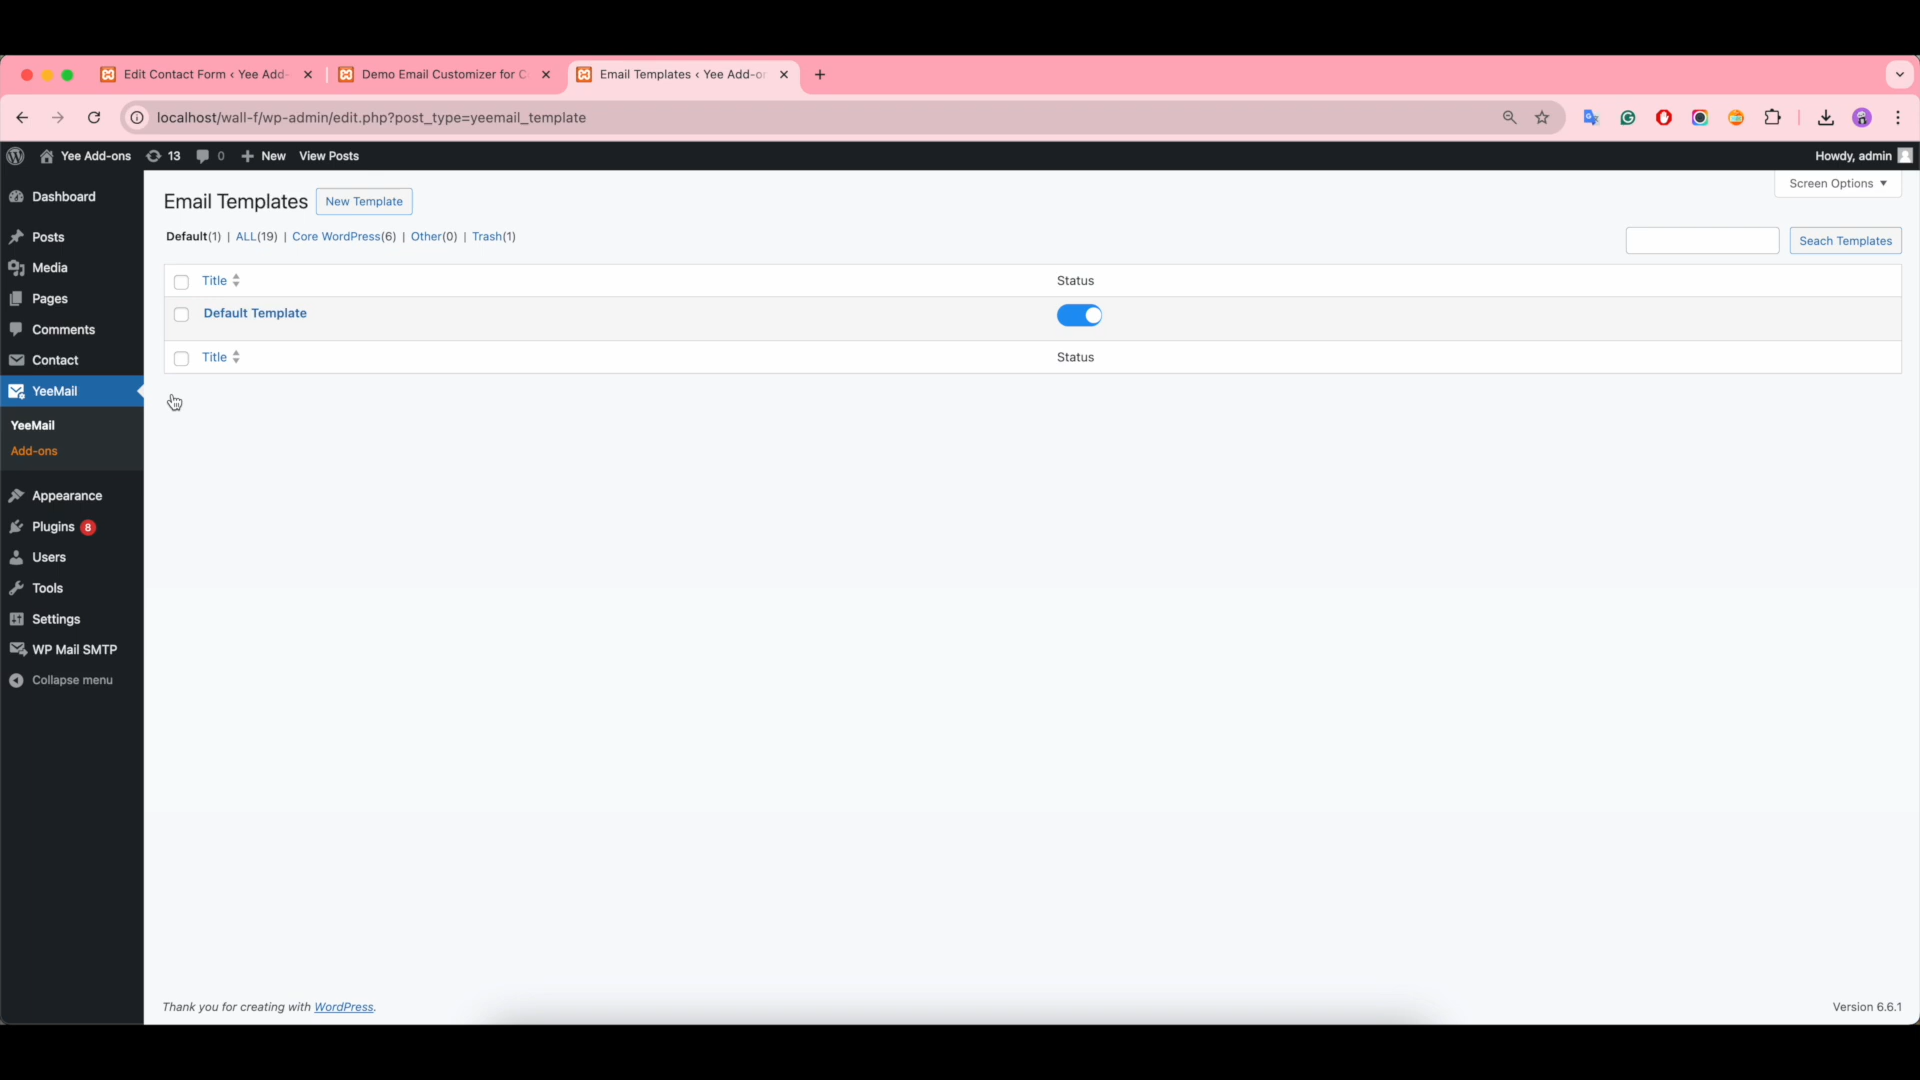 Edit Contact Form ‹ Yee Add-
Demo Email Customizer for C
Email Templates ‹ Yee Add-or
localhost/wall-f/wp-admin/edit.php?post_type=yeemail_template
Yee Add-ons 13 0 New View Posts Howdy, admin
Dashboard
Posts
Media
Pages
Comments
Contact
YeeMail
YeeMail
Add-ons
Appearance
Plugins 8
Users
Tools
Settings
WP Mail SMTP
Collapse menu
Screen Options
Email Templates New Template
Default(1) | ALL(19) | Core WordPress(6) | Other(0) | Trash(1)
Seach Templates
Title Status
Default Template
Title Status
Thank you for creating with WordPress.
Version 6.6.1